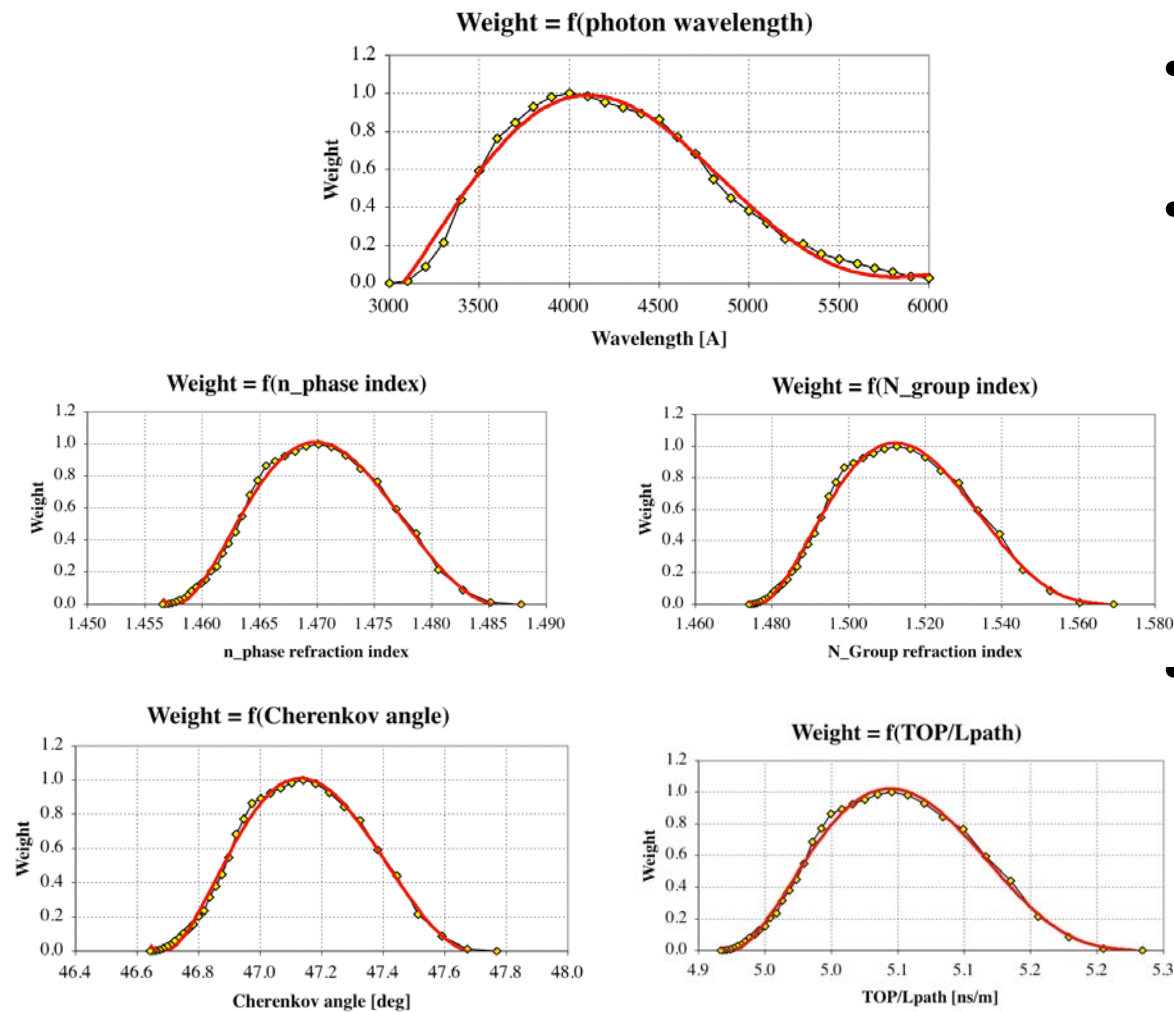 Weight = f(photon wavelength)
1.2
1.0
0.8
0.6
0.4
0.2
0.0
Weight
3000 3500 4000 4500 5000 5500 6000
Wavelength [A]
Weight = f(n_phase index)
1.2
1.0
0.8
0.6
0.4
0.2
0.0
Weight
1.450 1.455 1.460 1.465 1.470 1.475 1.480 1.485 1.490
n_phase refraction index
Weight = f(N_group index)
1.2
1.0
0.8
0.6
0.4
0.2
0.0
Weight
1.460 1.480 1.500 1.520 1.540 1.560 1.580
N_Group refraction index
Weight = f(Cherenkov angle)
1.2
1.0
0.8
0.6
0.4
0.2
0.0
Weight
46.4 46.6 46.8 47.0 47.2 47.4 47.6 47.8 48.0
Cherenkov angle [deg]
Weight = f(TOP/Lpath)
1.2
1.0
0.8
0.6
0.4
0.2
0.0
Weight
4.9 5.0 5.0 5.1 5.1 5.2 5.2 5.3
TOP/Lpath [ns/m]